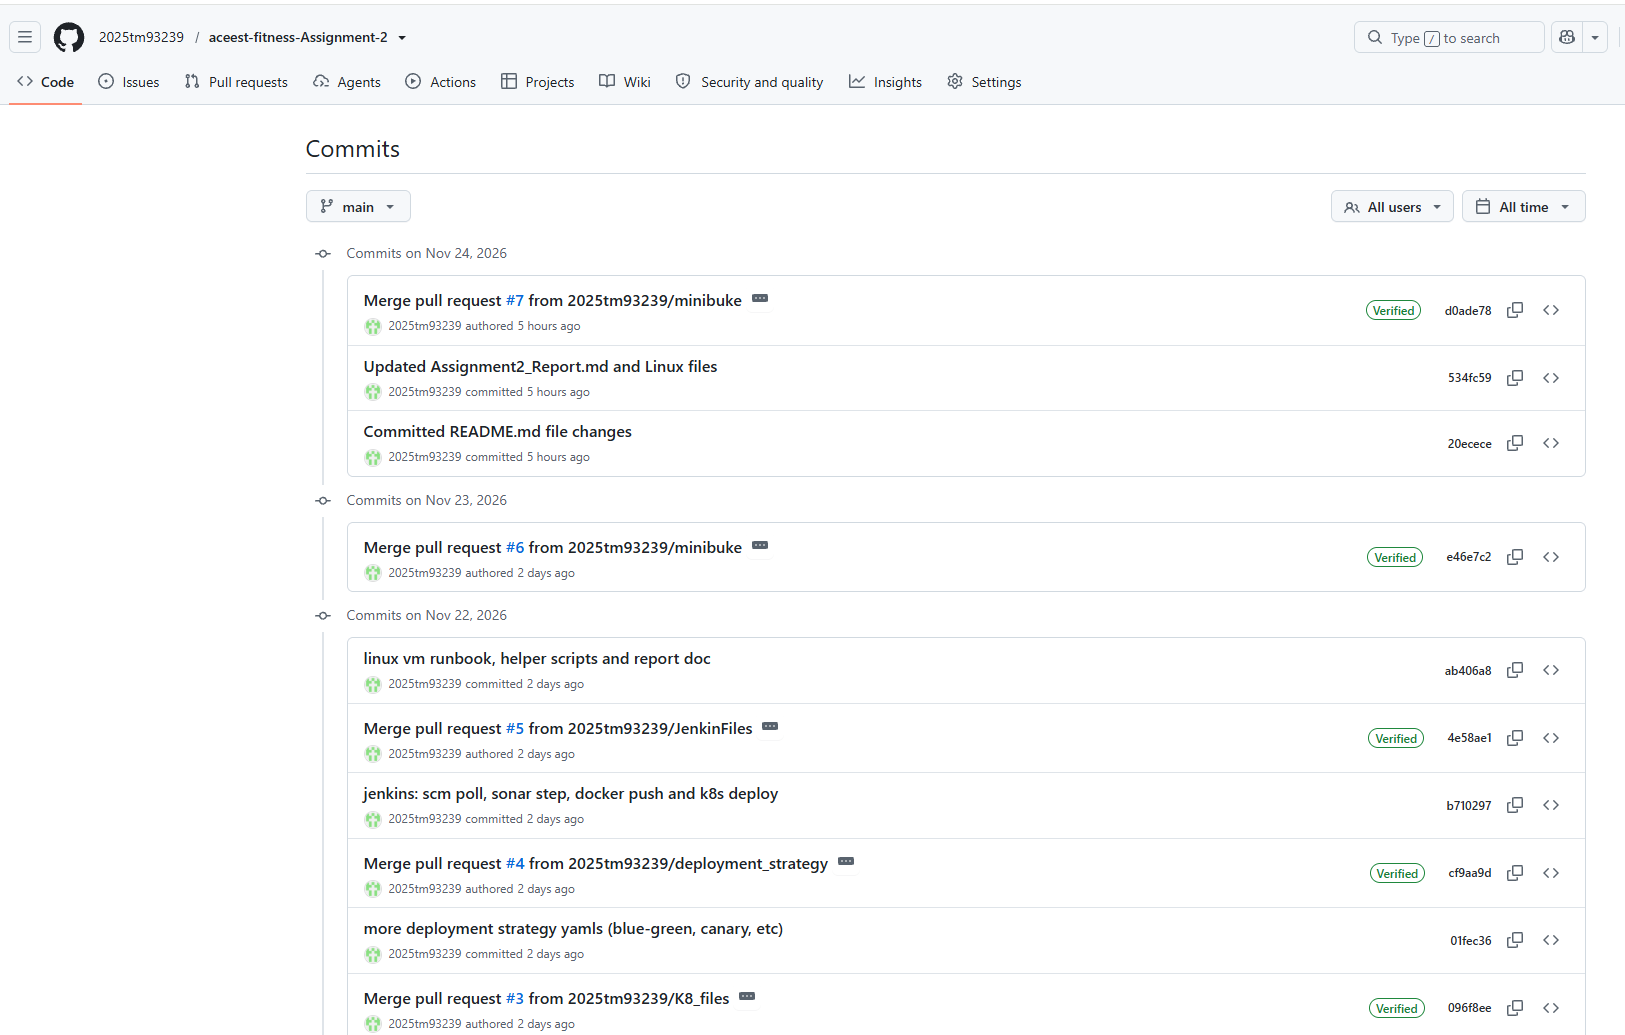 2025tm93239 / aceest-fitness-Assignment-2
Type / to search
Code Issues Pull requests Agents Actions Projects Wiki Security and quality Insights Settings
Commits
main
All users All time
Commits on Nov 24, 2026
Merge pull request #7 from 2025tm93239/minibuke
Verified d0ade78
2025tm93239 authored 5 hours ago
Updated Assignment2_Report.md and Linux files
534fc59
2025tm93239 committed 5 hours ago
Committed README.md file changes
20ecece
2025tm93239 committed 5 hours ago
Commits on Nov 23, 2026
Merge pull request #6 from 2025tm93239/minibuke
Verified e46e7c2
2025tm93239 authored 2 days ago
Commits on Nov 22, 2026
linux vm runbook, helper scripts and report doc
ab406a8
2025tm93239 committed 2 days ago
Merge pull request #5 from 2025tm93239/JenkinFiles
Verified 4e58ae1
2025tm93239 authored 2 days ago
jenkins: scm poll, sonar step, docker push and k8s deploy
b710297
2025tm93239 committed 2 days ago
Merge pull request #4 from 2025tm93239/deployment_strategy
Verified cf9aa9d
2025tm93239 authored 2 days ago
more deployment strategy yamls (blue-green, canary, etc)
01fec36
2025tm93239 committed 2 days ago
Merge pull request #3 from 2025tm93239/K8_files
Verified 096f8ee
2025tm93239 authored 2 days ago